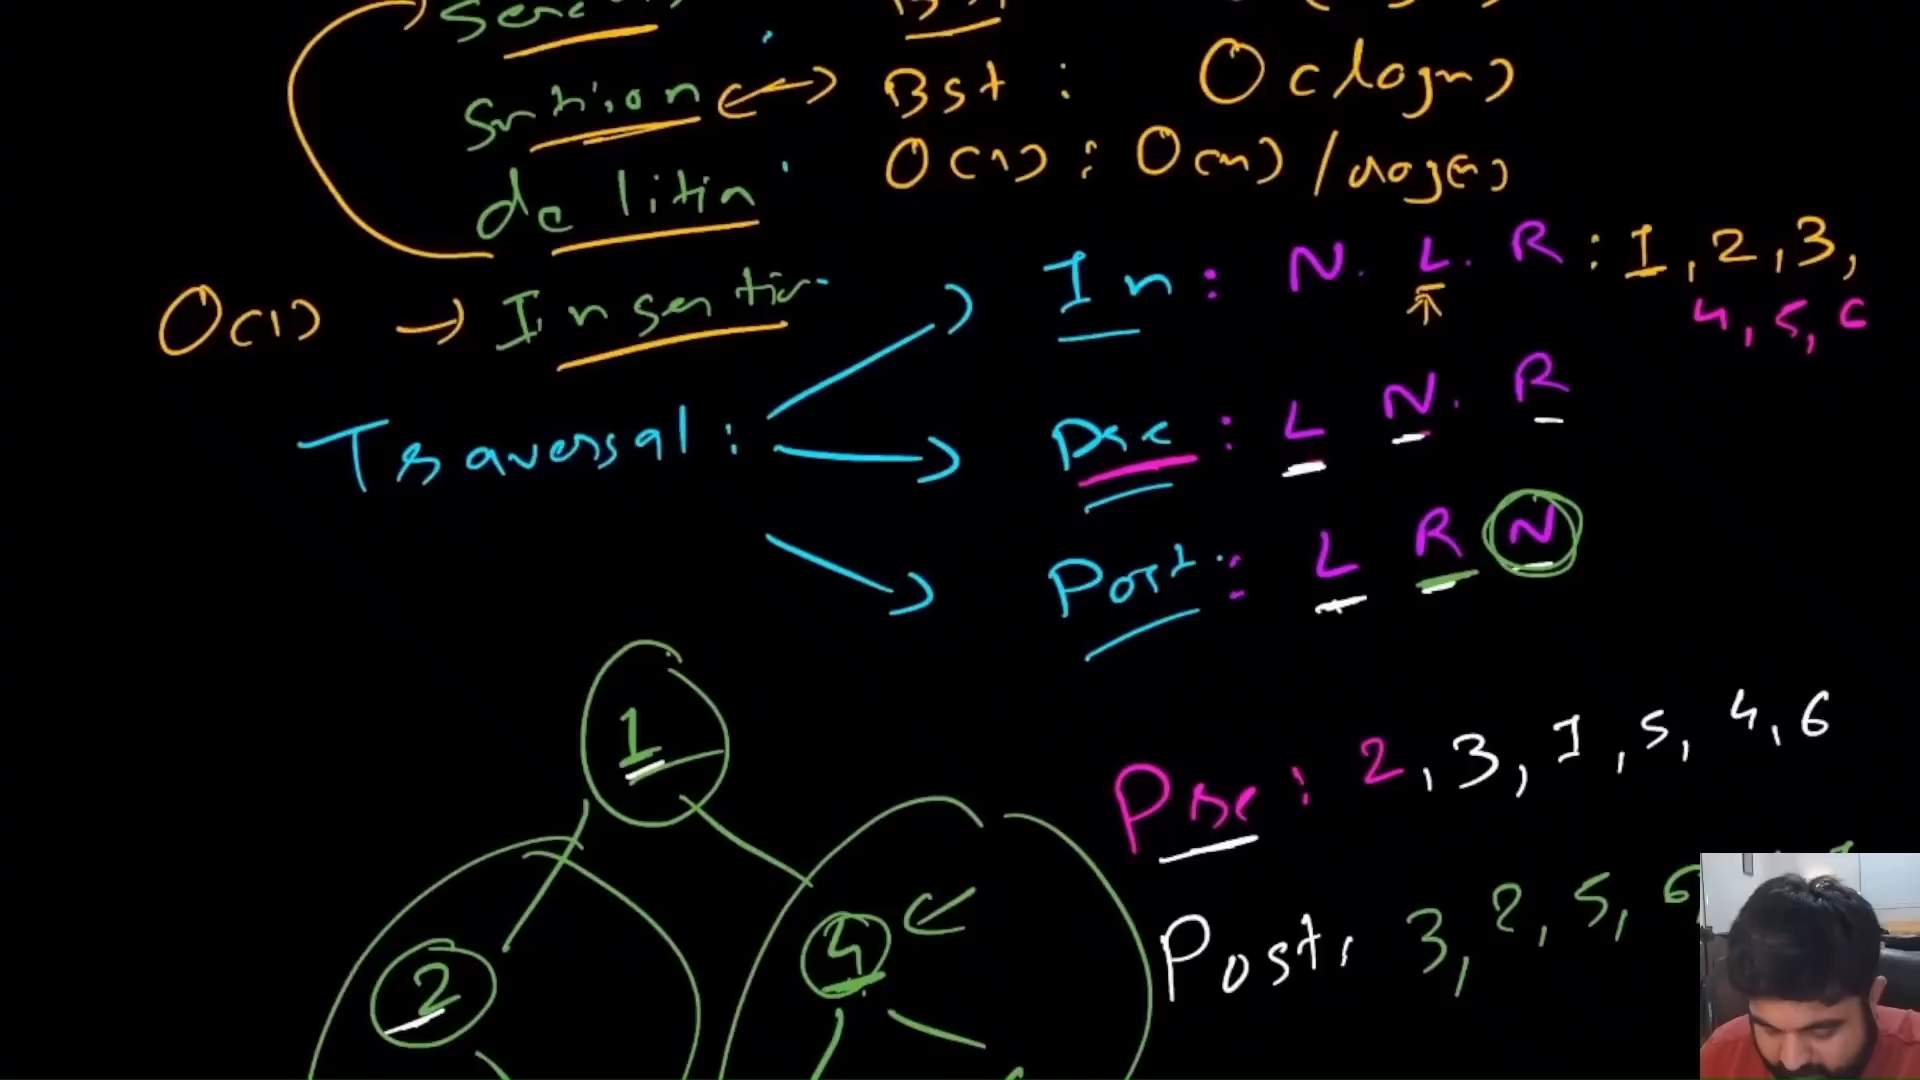 Bst : O(logn)
O(1) : O(n) / log(n)
delition
O(1) → Insertion
Traversal :
In : N. L. R : 1, 2, 3,
4, 5, 6
Pre : L N. R
Post : L R N
1
2
4
Pre : 2, 3, 1, 5, 4, 6
Post, 3, 2, 5, 6,